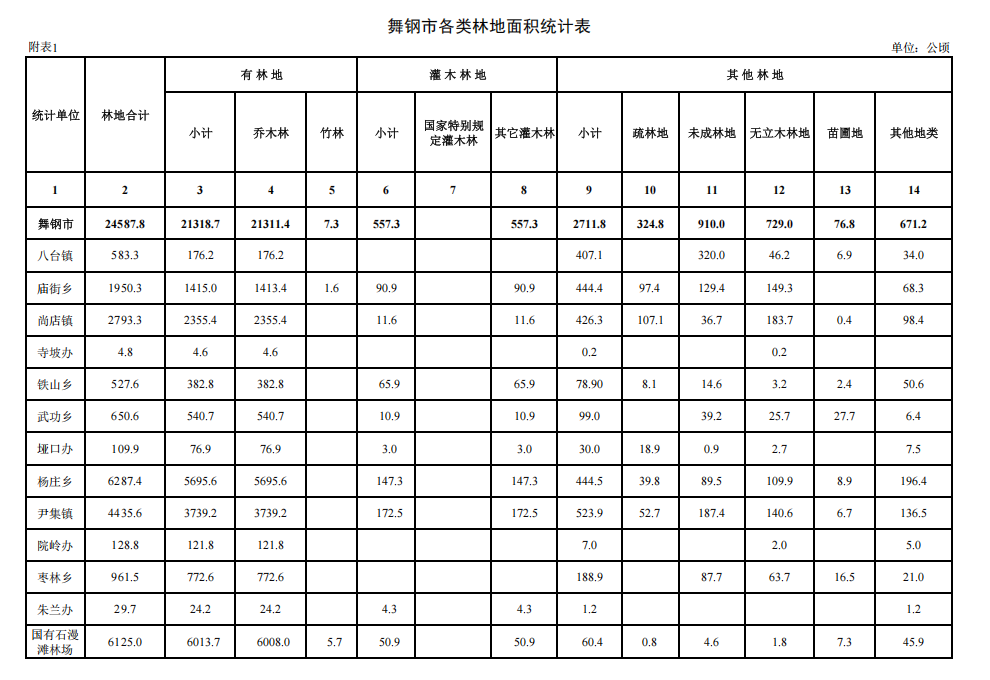 舞钢市各类林地面积统计表
附表1 单位：公顷
统计单位 林地合计 有林地 灌木林地 其他林地
小计 乔木林 竹林 小计 国家特别规定灌木林 其它灌木林 小计 疏林地 未成林地 无立木林地 苗圃地 其他地类
1 2 3 4 5 6 7 8 9 10 11 12 13 14
舞钢市 24587.8 21318.7 21311.4 7.3 557.3 557.3 2711.8 324.8 910.0 729.0 76.8 671.2
八台镇 583.3 176.2 176.2 407.1 320.0 46.2 6.9 34.0
庙街乡 1950.3 1415.0 1413.4 1.6 90.9 90.9 444.4 97.4 129.4 149.3 68.3
尚店镇 2793.3 2355.4 2355.4 11.6 11.6 426.3 107.1 36.7 183.7 0.4 98.4
寺坡办 4.8 4.6 4.6 0.2 0.2
铁山乡 527.6 382.8 382.8 65.9 65.9 78.90 8.1 14.6 3.2 2.4 50.6
武功乡 650.6 540.7 540.7 10.9 10.9 99.0 39.2 25.7 27.7 6.4
垭口办 109.9 76.9 76.9 3.0 3.0 30.0 18.9 0.9 2.7 7.5
杨庄乡 6287.4 5695.6 5695.6 147.3 147.3 444.5 39.8 89.5 109.9 8.9 196.4
尹集镇 4435.6 3739.2 3739.2 172.5 172.5 523.9 52.7 187.4 140.6 6.7 136.5
院岭办 128.8 121.8 121.8 7.0 2.0 5.0
枣林乡 961.5 772.6 772.6 188.9 87.7 63.7 16.5 21.0
朱兰办 29.7 24.2 24.2 4.3 4.3 1.2 1.2
国有石漫滩林场 6125.0 6013.7 6008.0 5.7 50.9 50.9 60.4 0.8 4.6 1.8 7.3 45.9